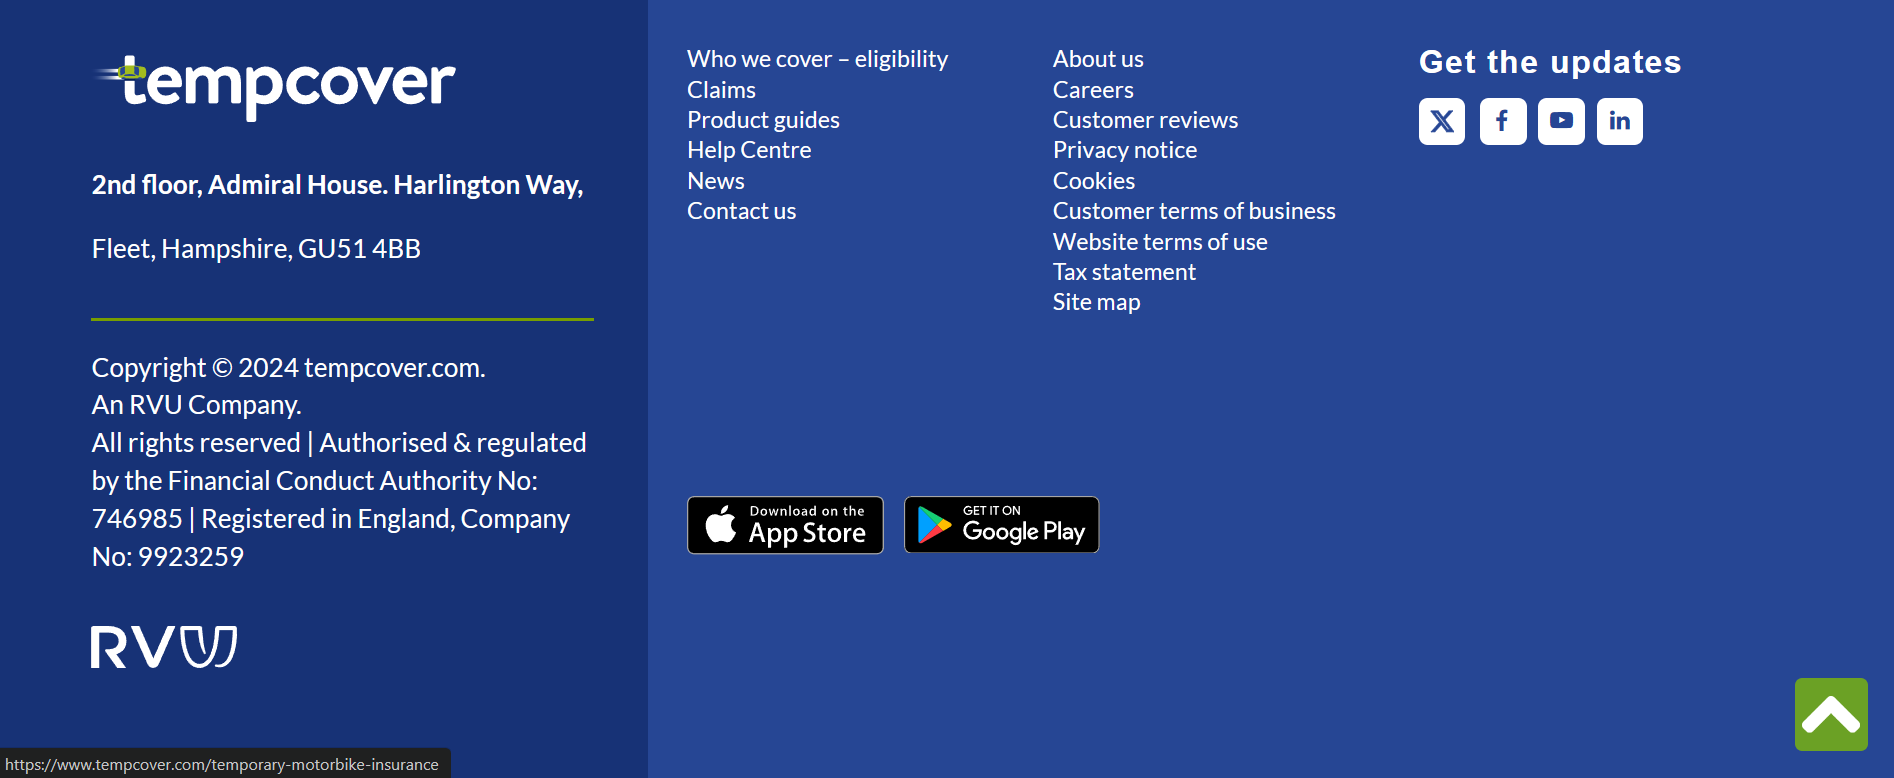 tempcover
2nd floor, Admiral House. Harlington Way,
Fleet, Hampshire, GU51 4BB
Copyright © 2024 tempcover.com.
An RVU Company.
All rights reserved | Authorised & regulated
by the Financial Conduct Authority No:
746985 | Registered in England, Company
No: 9923259
RVU
Who we cover – eligibility
Claims
Product guides
Help Centre
News
Contact us
About us
Careers
Customer reviews
Privacy notice
Cookies
Customer terms of business
Website terms of use
Tax statement
Site map
Get the updates
X
f
in
Download on the
App Store
GET IT ON
Google Play
https://www.tempcover.com/temporary-motorbike-insurance